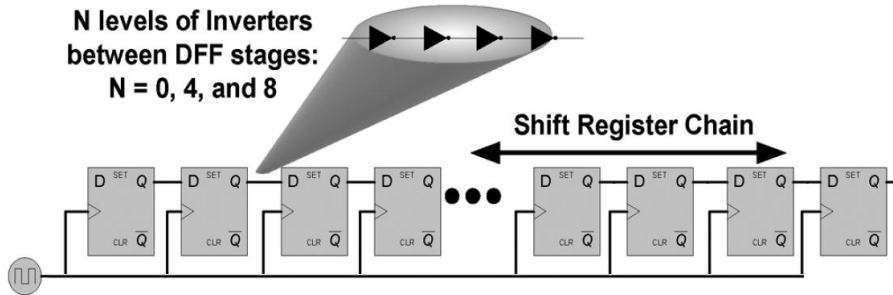 N levels of Inverters
between DFF stages:
N = 0, 4, and 8
Shift Register Chain
D SET Q D SET Q D SET Q D SET Q D SET Q D SET Q D SET Q D SET Q
CLR Q̅ CLR Q̅ CLR Q̅ CLR Q̅ CLR Q̅ CLR Q̅ CLR Q̅ CLR Q̅